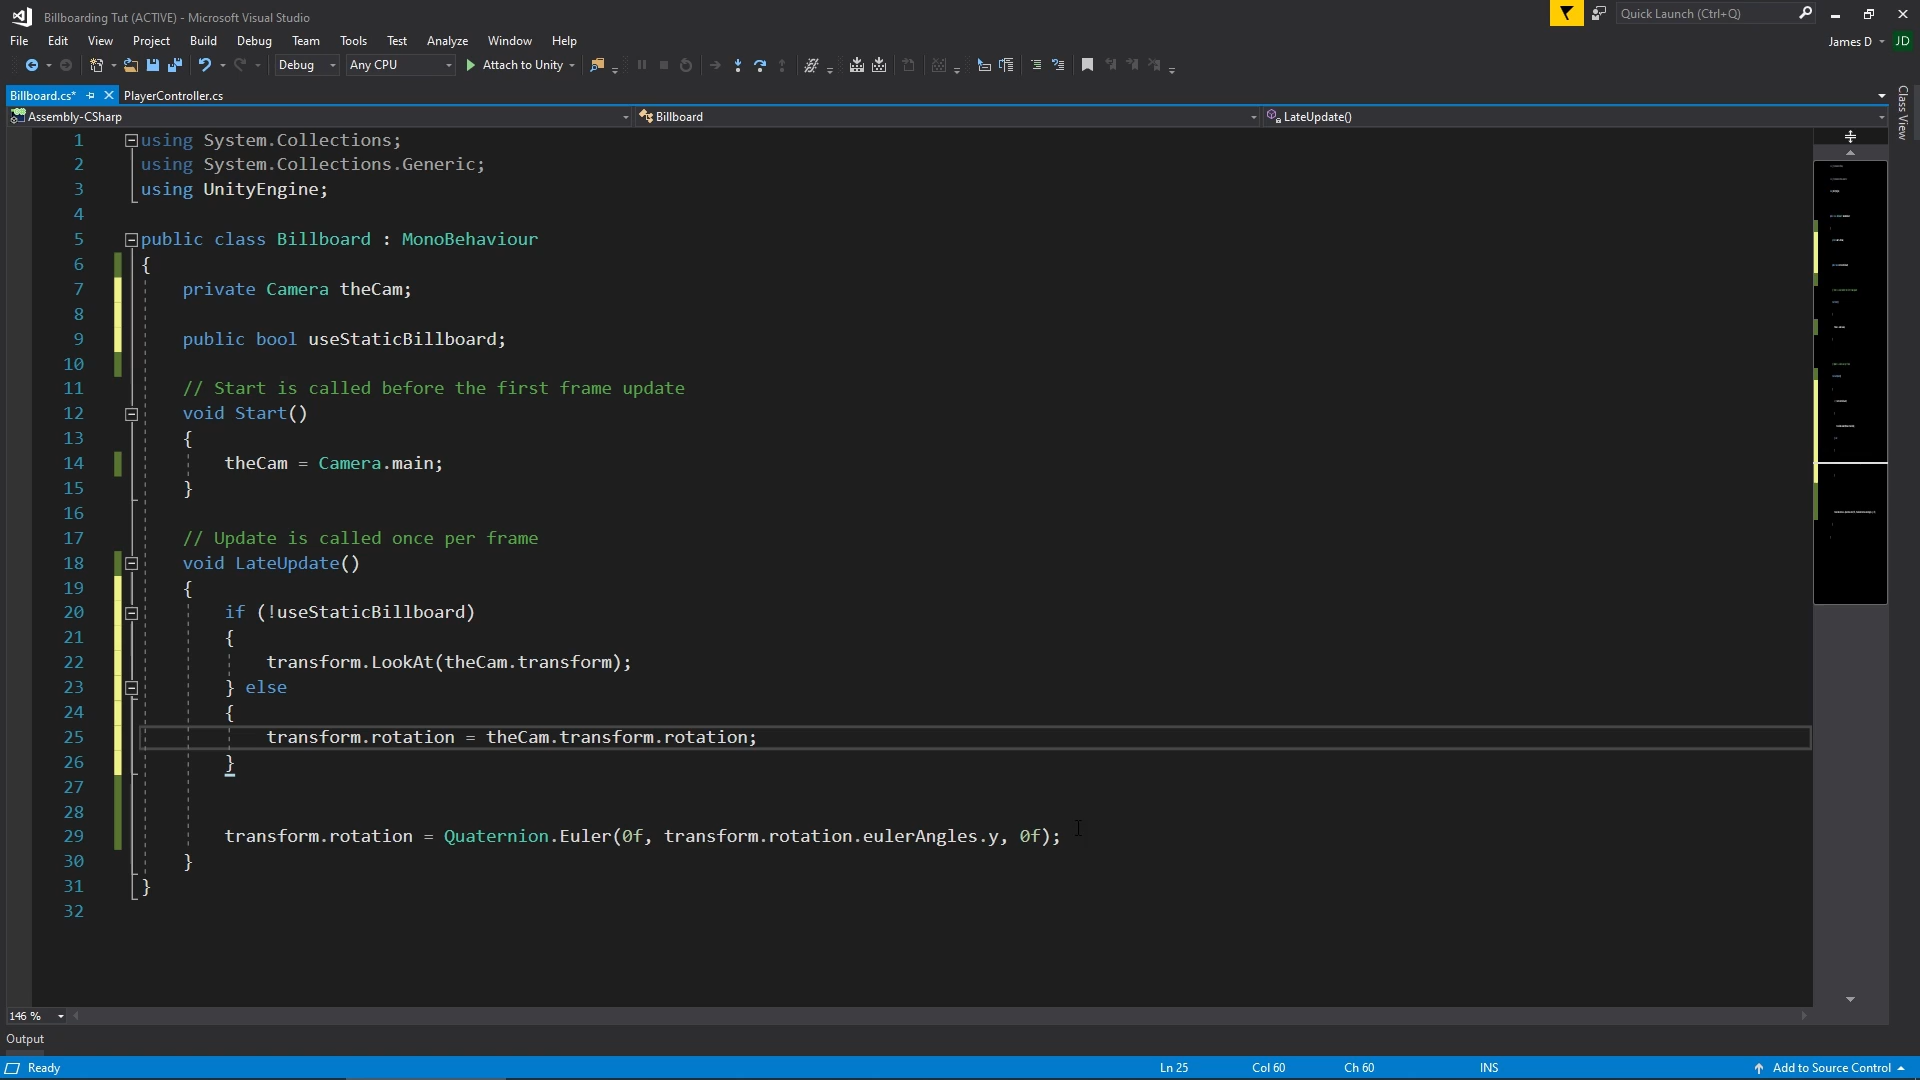 Billboarding Tut (ACTIVE) - Microsoft Visual Studio
Quick Launch (Ctrl+Q)
File Edit View Project Build Debug Team Tools Test Analyze Window Help
James D JD
Debug Any CPU Attach to Unity
Billboard.cs* PlayerController.cs
Class View
Assembly-CSharp Billboard LateUpdate()
1 using System.Collections;
2 using System.Collections.Generic;
3 using UnityEngine;
4
5 public class Billboard : MonoBehaviour
6 {
7 private Camera theCam;
8
9 public bool useStaticBillboard;
10
11 // Start is called before the first frame update
12 void Start()
13 {
14 theCam = Camera.main;
15 }
16
17 // Update is called once per frame
18 void LateUpdate()
19 {
20 if (!useStaticBillboard)
21 {
22 transform.LookAt(theCam.transform);
23 } else
24 {
25 transform.rotation = theCam.transform.rotation;
26 }
27
28
29 transform.rotation = Quaternion.Euler(0f, transform.rotation.eulerAngles.y, 0f);
30 }
31 }
32
146 %
Output
Ready Ln 25 Col 60 Ch 60 INS Add to Source Control